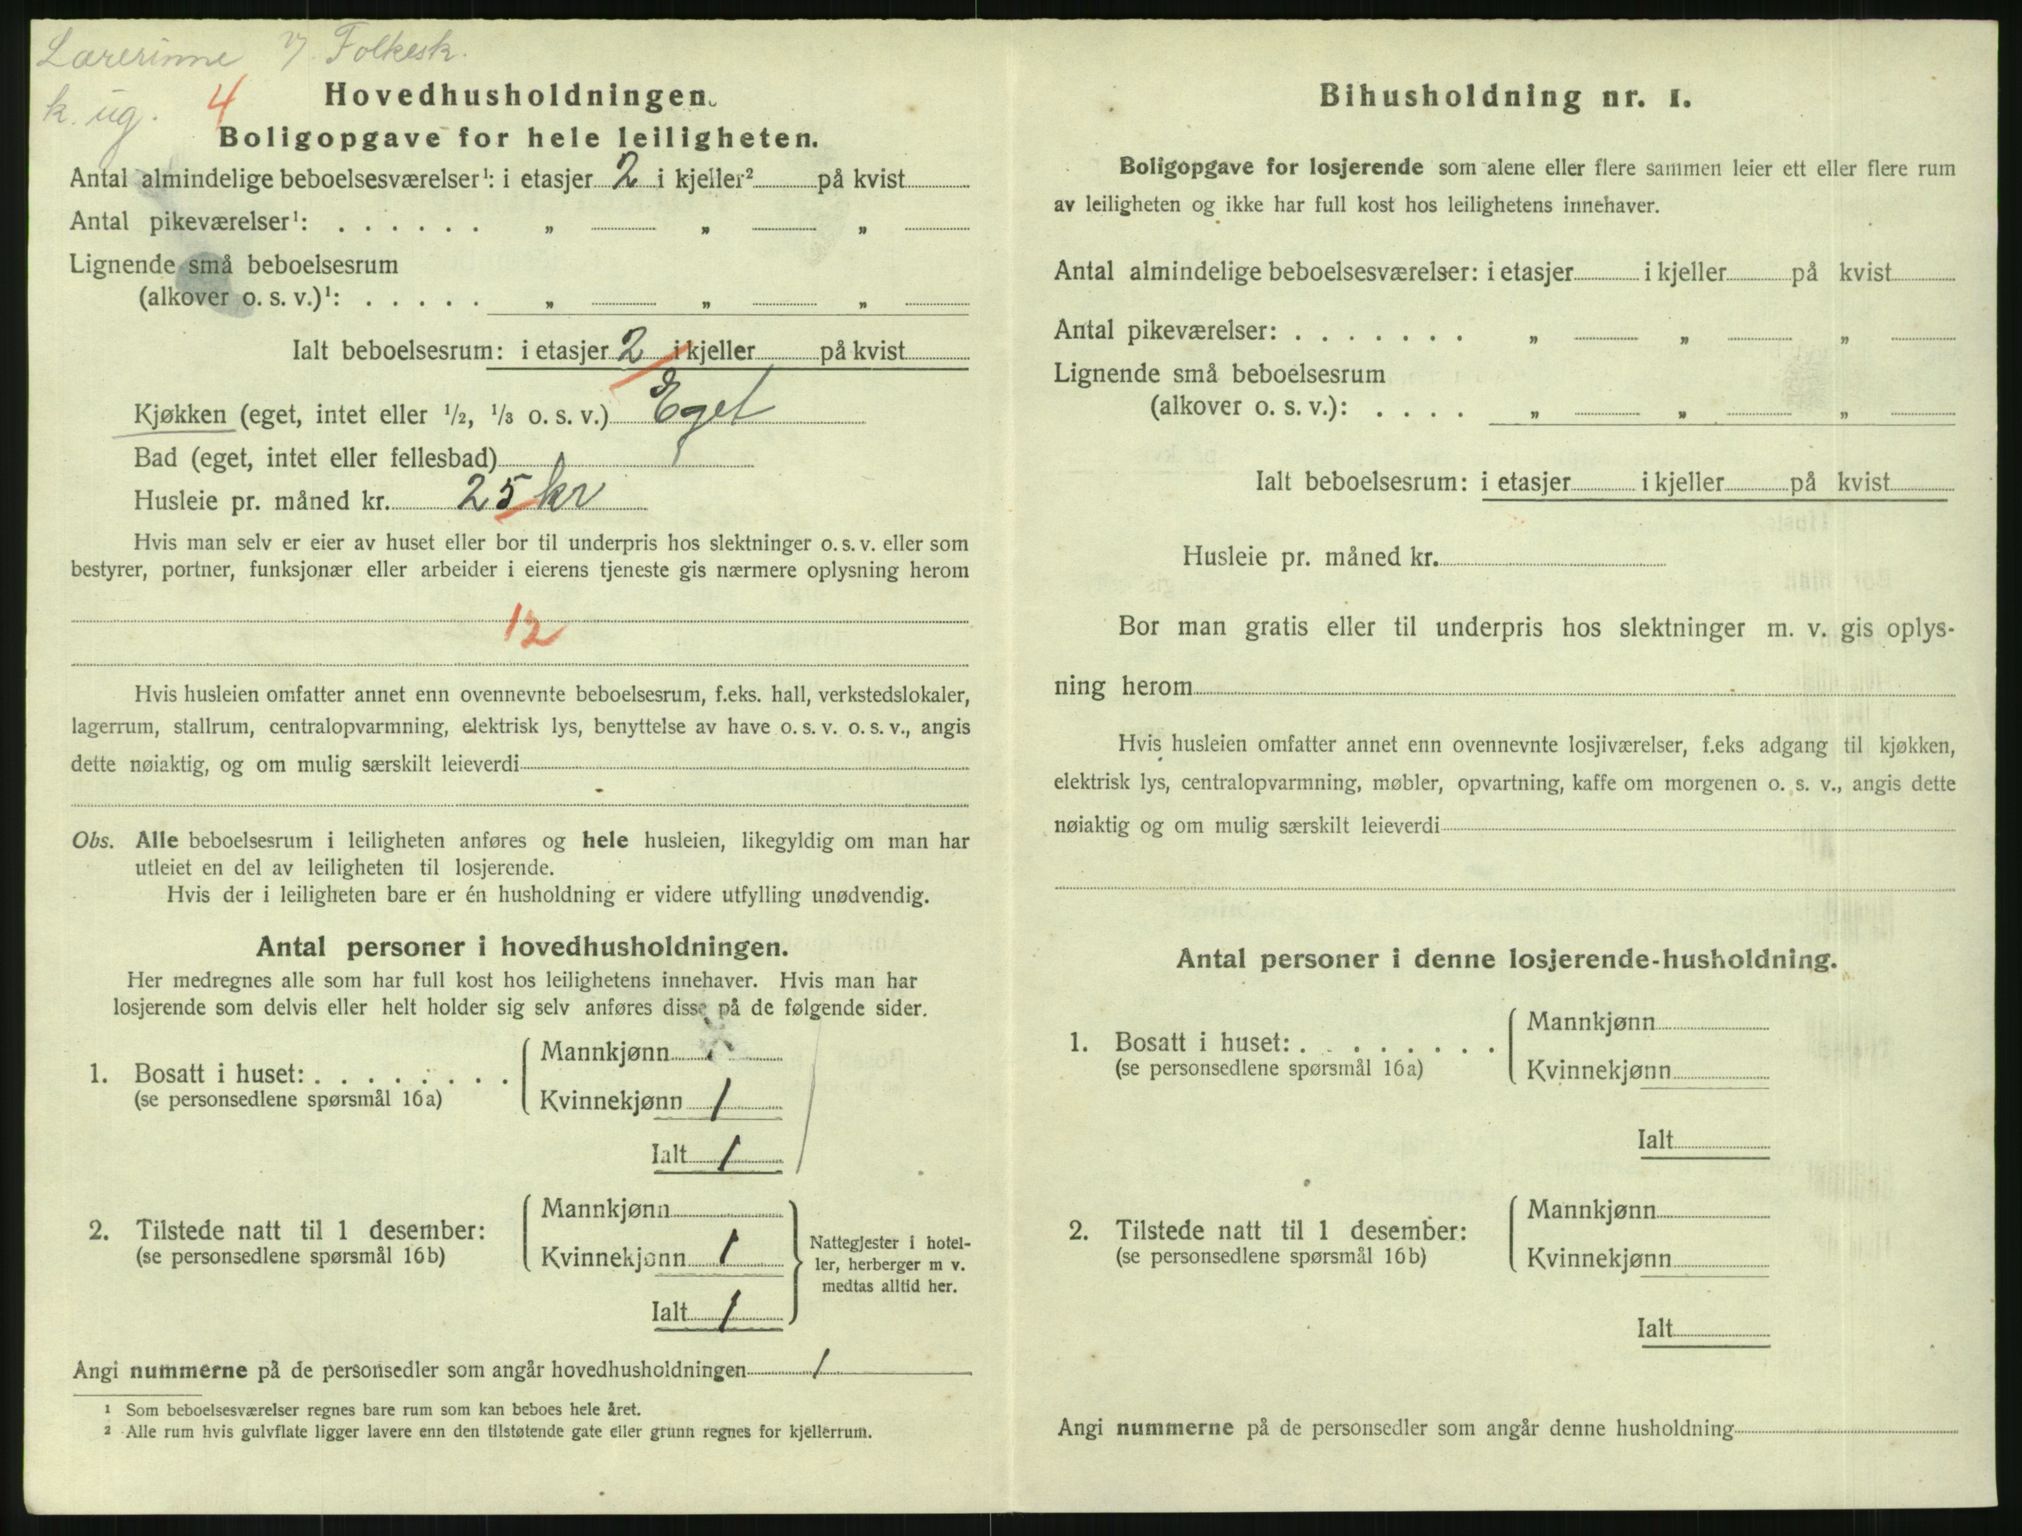 Lærerinne v/ Folkesk.
k. ug. 4
Hovedhusholdningen.
Boligopgave for hele leiligheten.
Antal almindelige beboelsesværelser¹: i etasjer 2 i kjeller² på kvist
Antal pikeværelser¹: . . . . . . „ „ „
Lignende små beboelsesrum
(alkover o. s. v.)¹: . . . . . „ „ „
Ialt beboelsesrum: i etasjer 2 i kjeller på kvist
Kjøkken (eget, intet eller 1/2, 1/3 o. s. v.) Eget
Bad (eget, intet eller fellesbad)
Husleie pr. måned kr. 25 kr
Hvis man selv er eier av huset eller bor til underpris hos slektninger o. s. v. eller som
bestyrer, portner, funksjonær eller arbeider i eierens tjeneste gis nærmere oplysning herom
12
Hvis husleien omfatter annet enn ovennevnte beboelsesrum, f.eks. hall, verkstedslokaler,
lagerrum, stallrum, centralopvarmning, elektrisk lys, benyttelse av have o. s. v. o. s. v., angis
dette nøiaktig, og om mulig særskilt leieverdi
Obs. Alle beboelsesrum i leiligheten anføres og hele husleien, likegyldig om man har
utleiet en del av leiligheten til losjerende.
Hvis der i leiligheten bare er én husholdning er videre utfylling unødvendig.
Antal personer i hovedhusholdningen.
Her medregnes alle som har full kost hos leilighetens innehaver. Hvis man har
losjerende som delvis eller helt holder sig selv anføres disse på de følgende sider.
1. Bosatt i huset: . . . . . . . .
(se personsedlene spørsmål 16a)
Mannkjønn
Kvinnekjønn 1
Ialt 1
2. Tilstede natt til 1 desember:
(se personsedlene spørsmål 16b)
Mannkjønn
Kvinnekjønn 1
Ialt 1
Nattegjester i hotel-
ler, herberger m v.
medtas alltid her.
Angi nummerne på de personsedler som angår hovedhusholdningen 1
¹ Som beboelsesværelser regnes bare rum som kan beboes hele året.
² Alle rum hvis gulvflate ligger lavere enn den tilstøtende gate eller grunn regnes for kjellerrum.
Bihusholdning nr. 1.
Boligopgave for losjerende som alene eller flere sammen leier ett eller flere rum
av leiligheten og ikke har full kost hos leilighetens innehaver.
Antal almindelige beboelsesværelser: i etasjer i kjeller på kvist
Antal pikeværelser: . . . . . . . „ „ „
Lignende små beboelsesrum
(alkover o. s. v.): . . . . „ „ „
Ialt beboelsesrum: i etasjer i kjeller på kvist
Husleie pr. måned kr.
Bor man gratis eller til underpris hos slektninger m. v. gis oplys-
ning herom
Hvis husleien omfatter annet enn ovennevnte losjiværelser, f.eks adgang til kjøkken,
elektrisk lys, centralopvarmning, møbler, opvartning, kaffe om morgenen o. s. v., angis dette
nøiaktig og om mulig særskilt leieverdi
Antal personer i denne losjerende-husholdning.
1. Bosatt i huset: . . . . . . . .
(se personsedlene spørsmål 16a)
Mannkjønn
Kvinnekjønn
Ialt
2. Tilstede natt til 1 desember:
(se personsedlene spørsmål 16b)
Mannkjønn
Kvinnekjønn
Ialt
Angi nummerne på de personsedler som angår denne husholdning